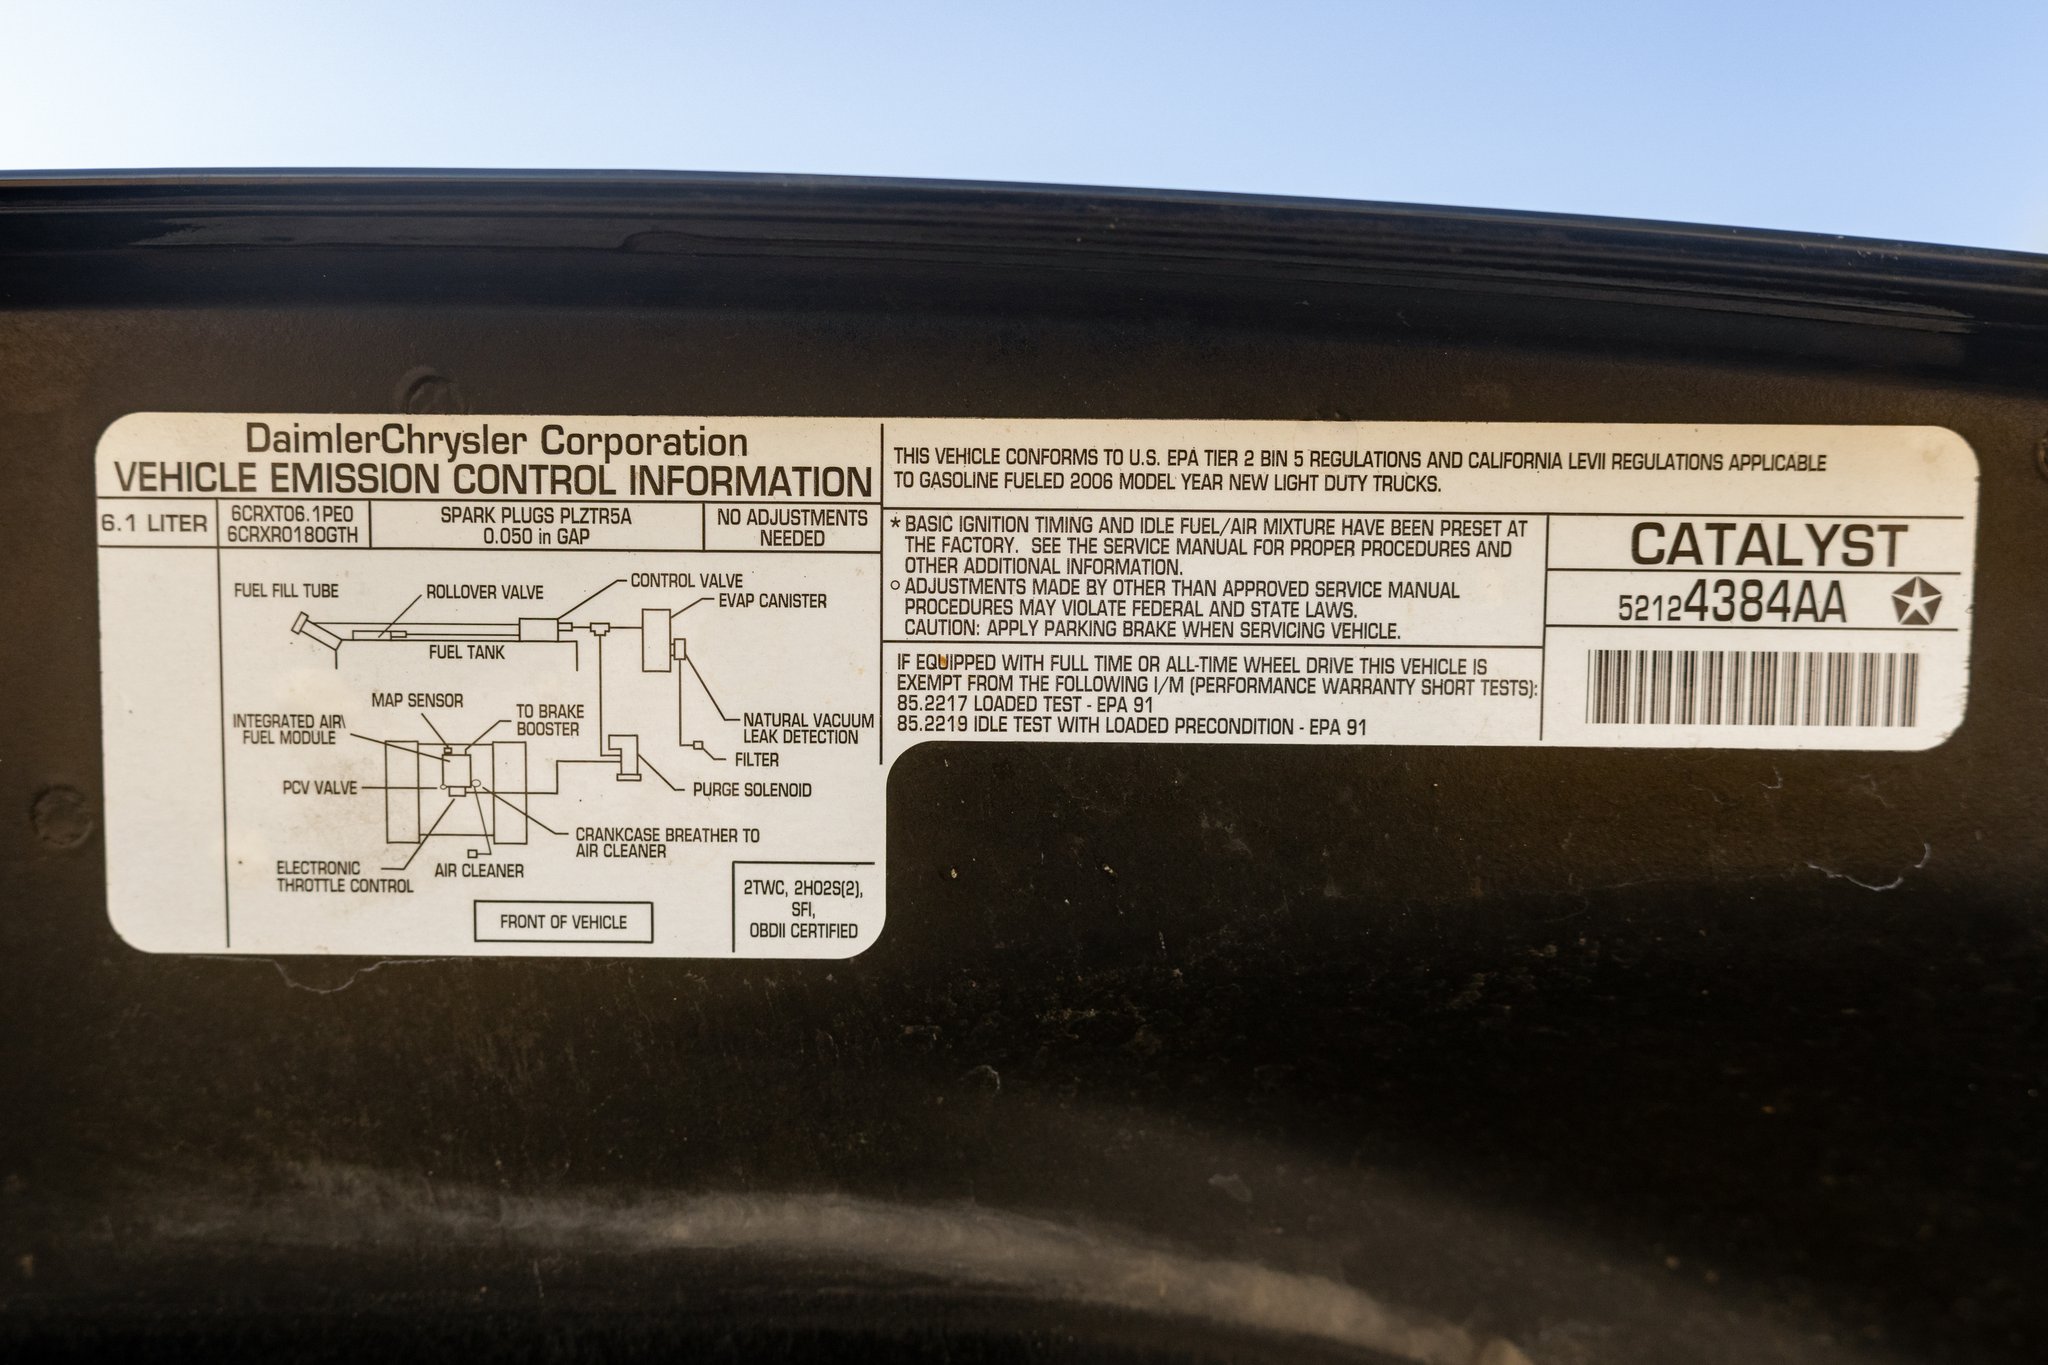 DaimlerChrysler Corporation
VEHICLE EMISSION CONTROL INFORMATION
6.1 LITER
6CRXT06.1PE0
6CRXR0180GTH
SPARK PLUGS PLZTR5A
0.050 in GAP
NO ADJUSTMENTS
NEEDED
FUEL FILL TUBE
ROLLOVER VALVE
CONTROL VALVE
EVAP CANISTER
FUEL TANK
MAP SENSOR
INTEGRATED AIR\
FUEL MODULE
TO BRAKE
BOOSTER
NATURAL VACUUM
LEAK DETECTION
FILTER
PCV VALVE
PURGE SOLENOID
CRANKCASE BREATHER TO
AIR CLEANER
ELECTRONIC
THROTTLE CONTROL
AIR CLEANER
FRONT OF VEHICLE
2TWC, 2HO2S(2),
SFI,
OBDII CERTIFIED
THIS VEHICLE CONFORMS TO U.S. EPA TIER 2 BIN 5 REGULATIONS AND CALIFORNIA LEVII REGULATIONS APPLICABLE
TO GASOLINE FUELED 2006 MODEL YEAR NEW LIGHT DUTY TRUCKS.
* BASIC IGNITION TIMING AND IDLE FUEL/AIR MIXTURE HAVE BEEN PRESET AT
THE FACTORY. SEE THE SERVICE MANUAL FOR PROPER PROCEDURES AND
OTHER ADDITIONAL INFORMATION.
○ ADJUSTMENTS MADE BY OTHER THAN APPROVED SERVICE MANUAL
PROCEDURES MAY VIOLATE FEDERAL AND STATE LAWS.
CAUTION: APPLY PARKING BRAKE WHEN SERVICING VEHICLE.
IF EQUIPPED WITH FULL TIME OR ALL-TIME WHEEL DRIVE THIS VEHICLE IS
EXEMPT FROM THE FOLLOWING I/M (PERFORMANCE WARRANTY SHORT TESTS):
85.2217 LOADED TEST - EPA 91
85.2219 IDLE TEST WITH LOADED PRECONDITION - EPA 91
CATALYST
52124384AA